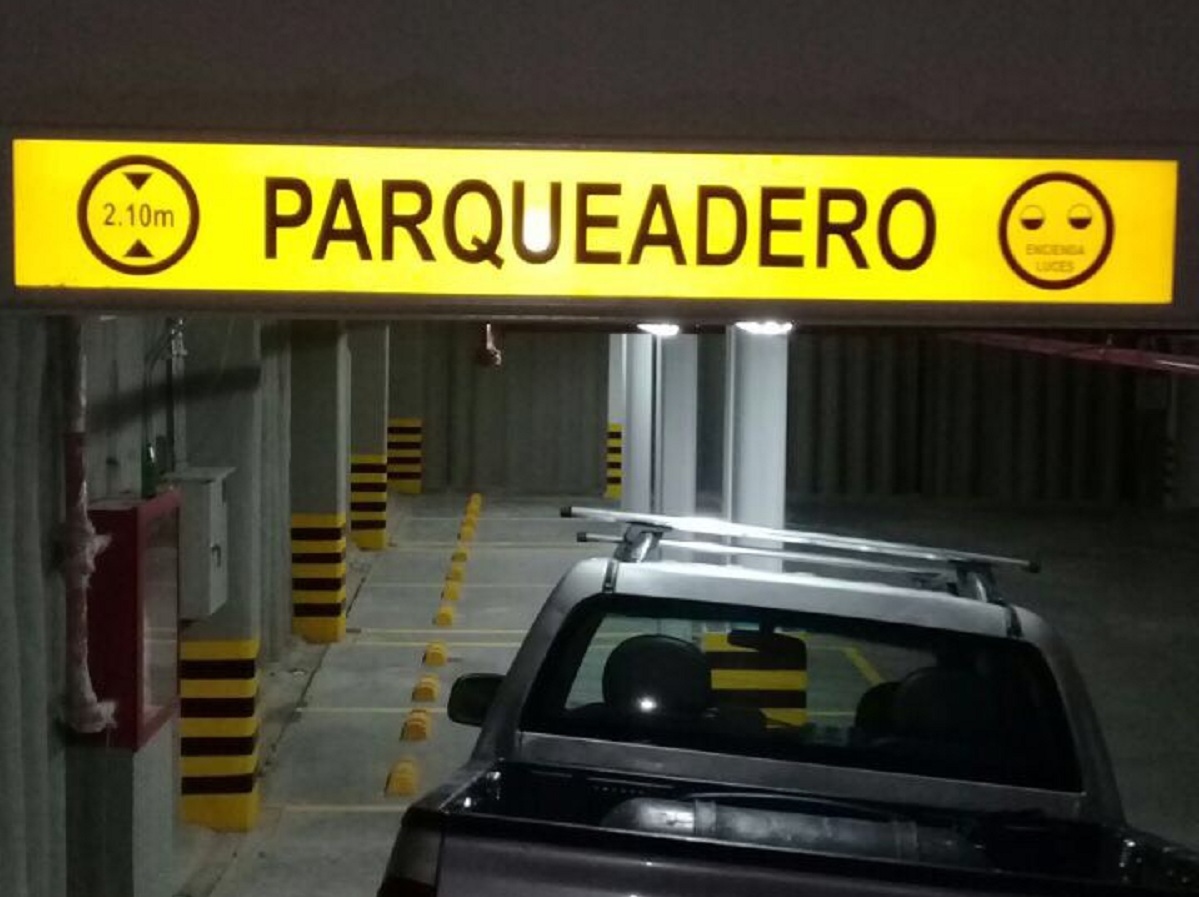 2.10m
PARQUEADERO
ENCIENDA
LUCES